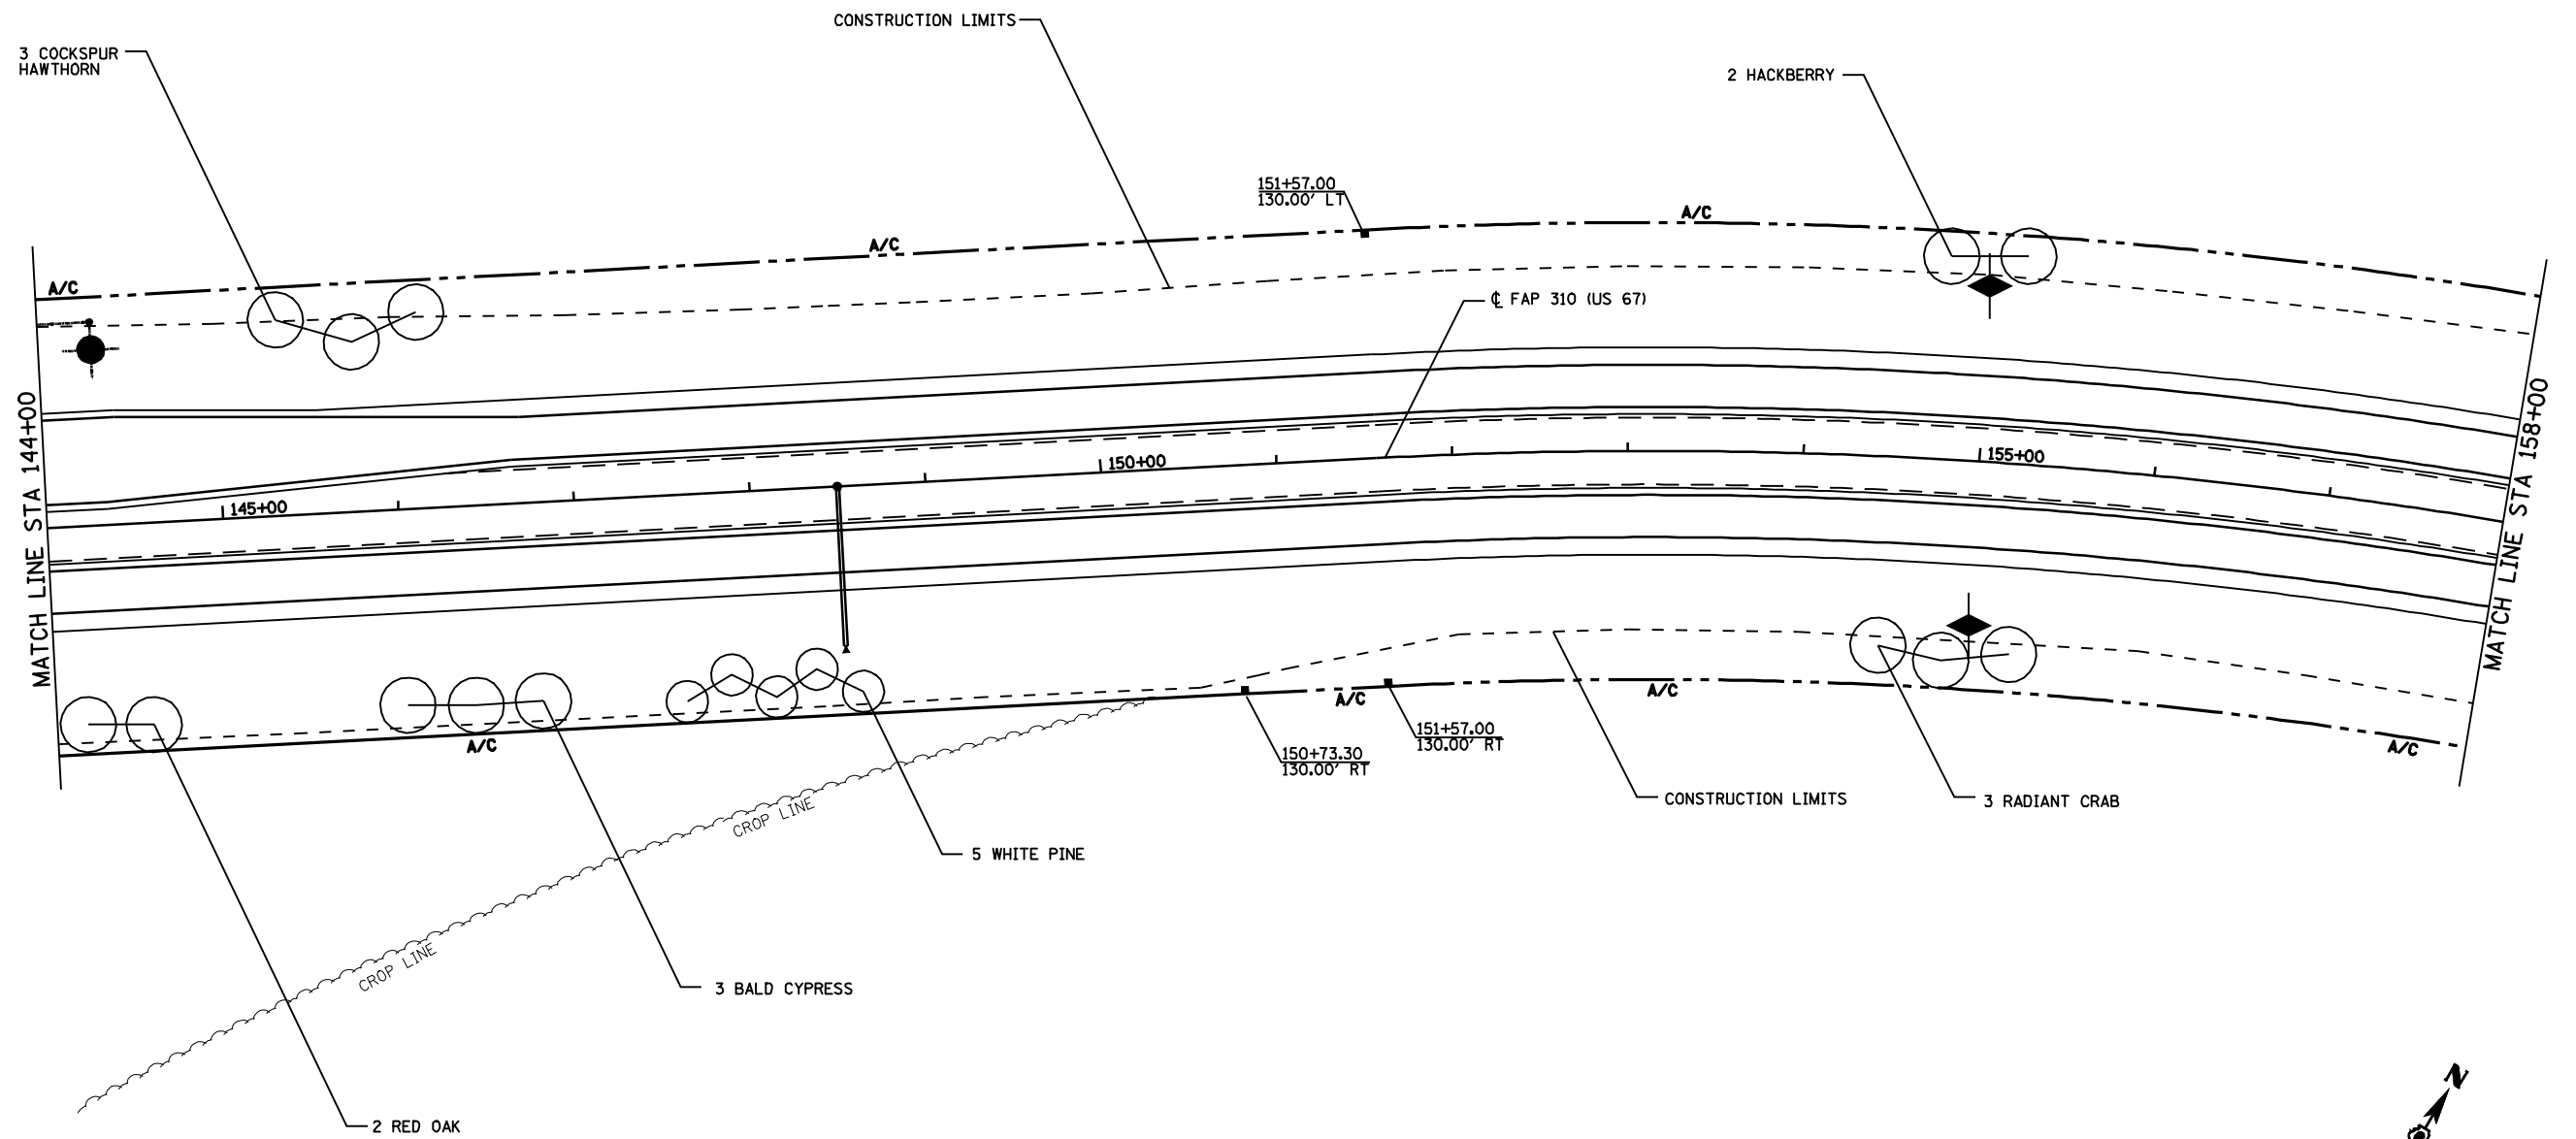 CONSTRUCTION LIMITS
3 COCKSPUR
HAWTHORN
2 HACKBERRY
151+57.00
130.00' LT
A/C
A/C
A/C
℄ FAP 310 (US 67)
MATCH LINE STA 144+00
145+00
150+00
155+00
MATCH LINE STA 158+00
A/C
A/C
A/C
A/C
151+57.00
130.00' RT
150+73.30
130.00' RT
CONSTRUCTION LIMITS
3 RADIANT CRAB
CROP LINE
5 WHITE PINE
CROP LINE
3 BALD CYPRESS
2 RED OAK
N